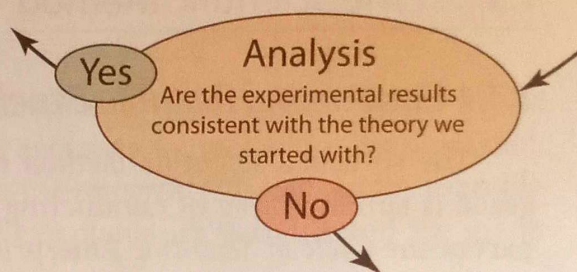 Analysis
Yes
Are the experimental results
consistent with the theory we
started with?
No